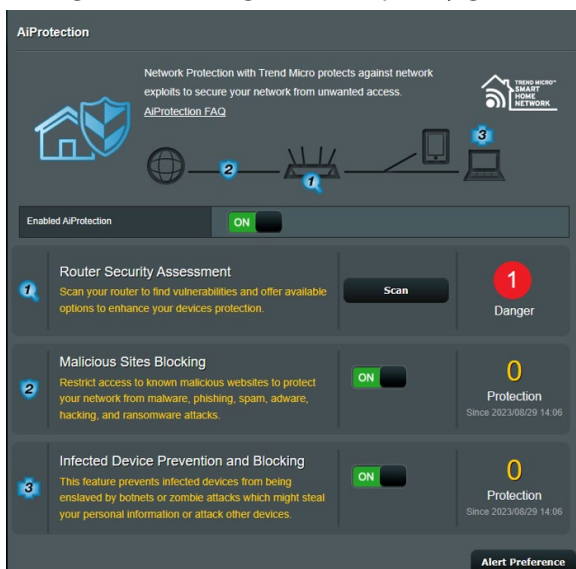 AiProtection
Network Protection with Trend Micro protects against network
exploits to secure your network from unwanted access.
AiProtection FAQ
TREND MICRO™
SMART
HOME
NETWORK
3
2
1
Enabled AiProtection
ON
1
Router Security Assessment
Scan your router to find vulnerabilities and offer available
options to enhance your devices protection.
Scan
1
Danger
2
Malicious Sites Blocking
Restrict access to known malicious websites to protect
your network from malware, phishing, spam, adware,
hacking, and ransomware attacks.
ON
0
Protection
Since 2023/08/29 14:06
3
Infected Device Prevention and Blocking
This feature prevents infected devices from being
enslaved by botnets or zombie attacks which might steal
your personal information or attack other devices.
ON
0
Protection
Since 2023/08/29 14:06
Alert Preference